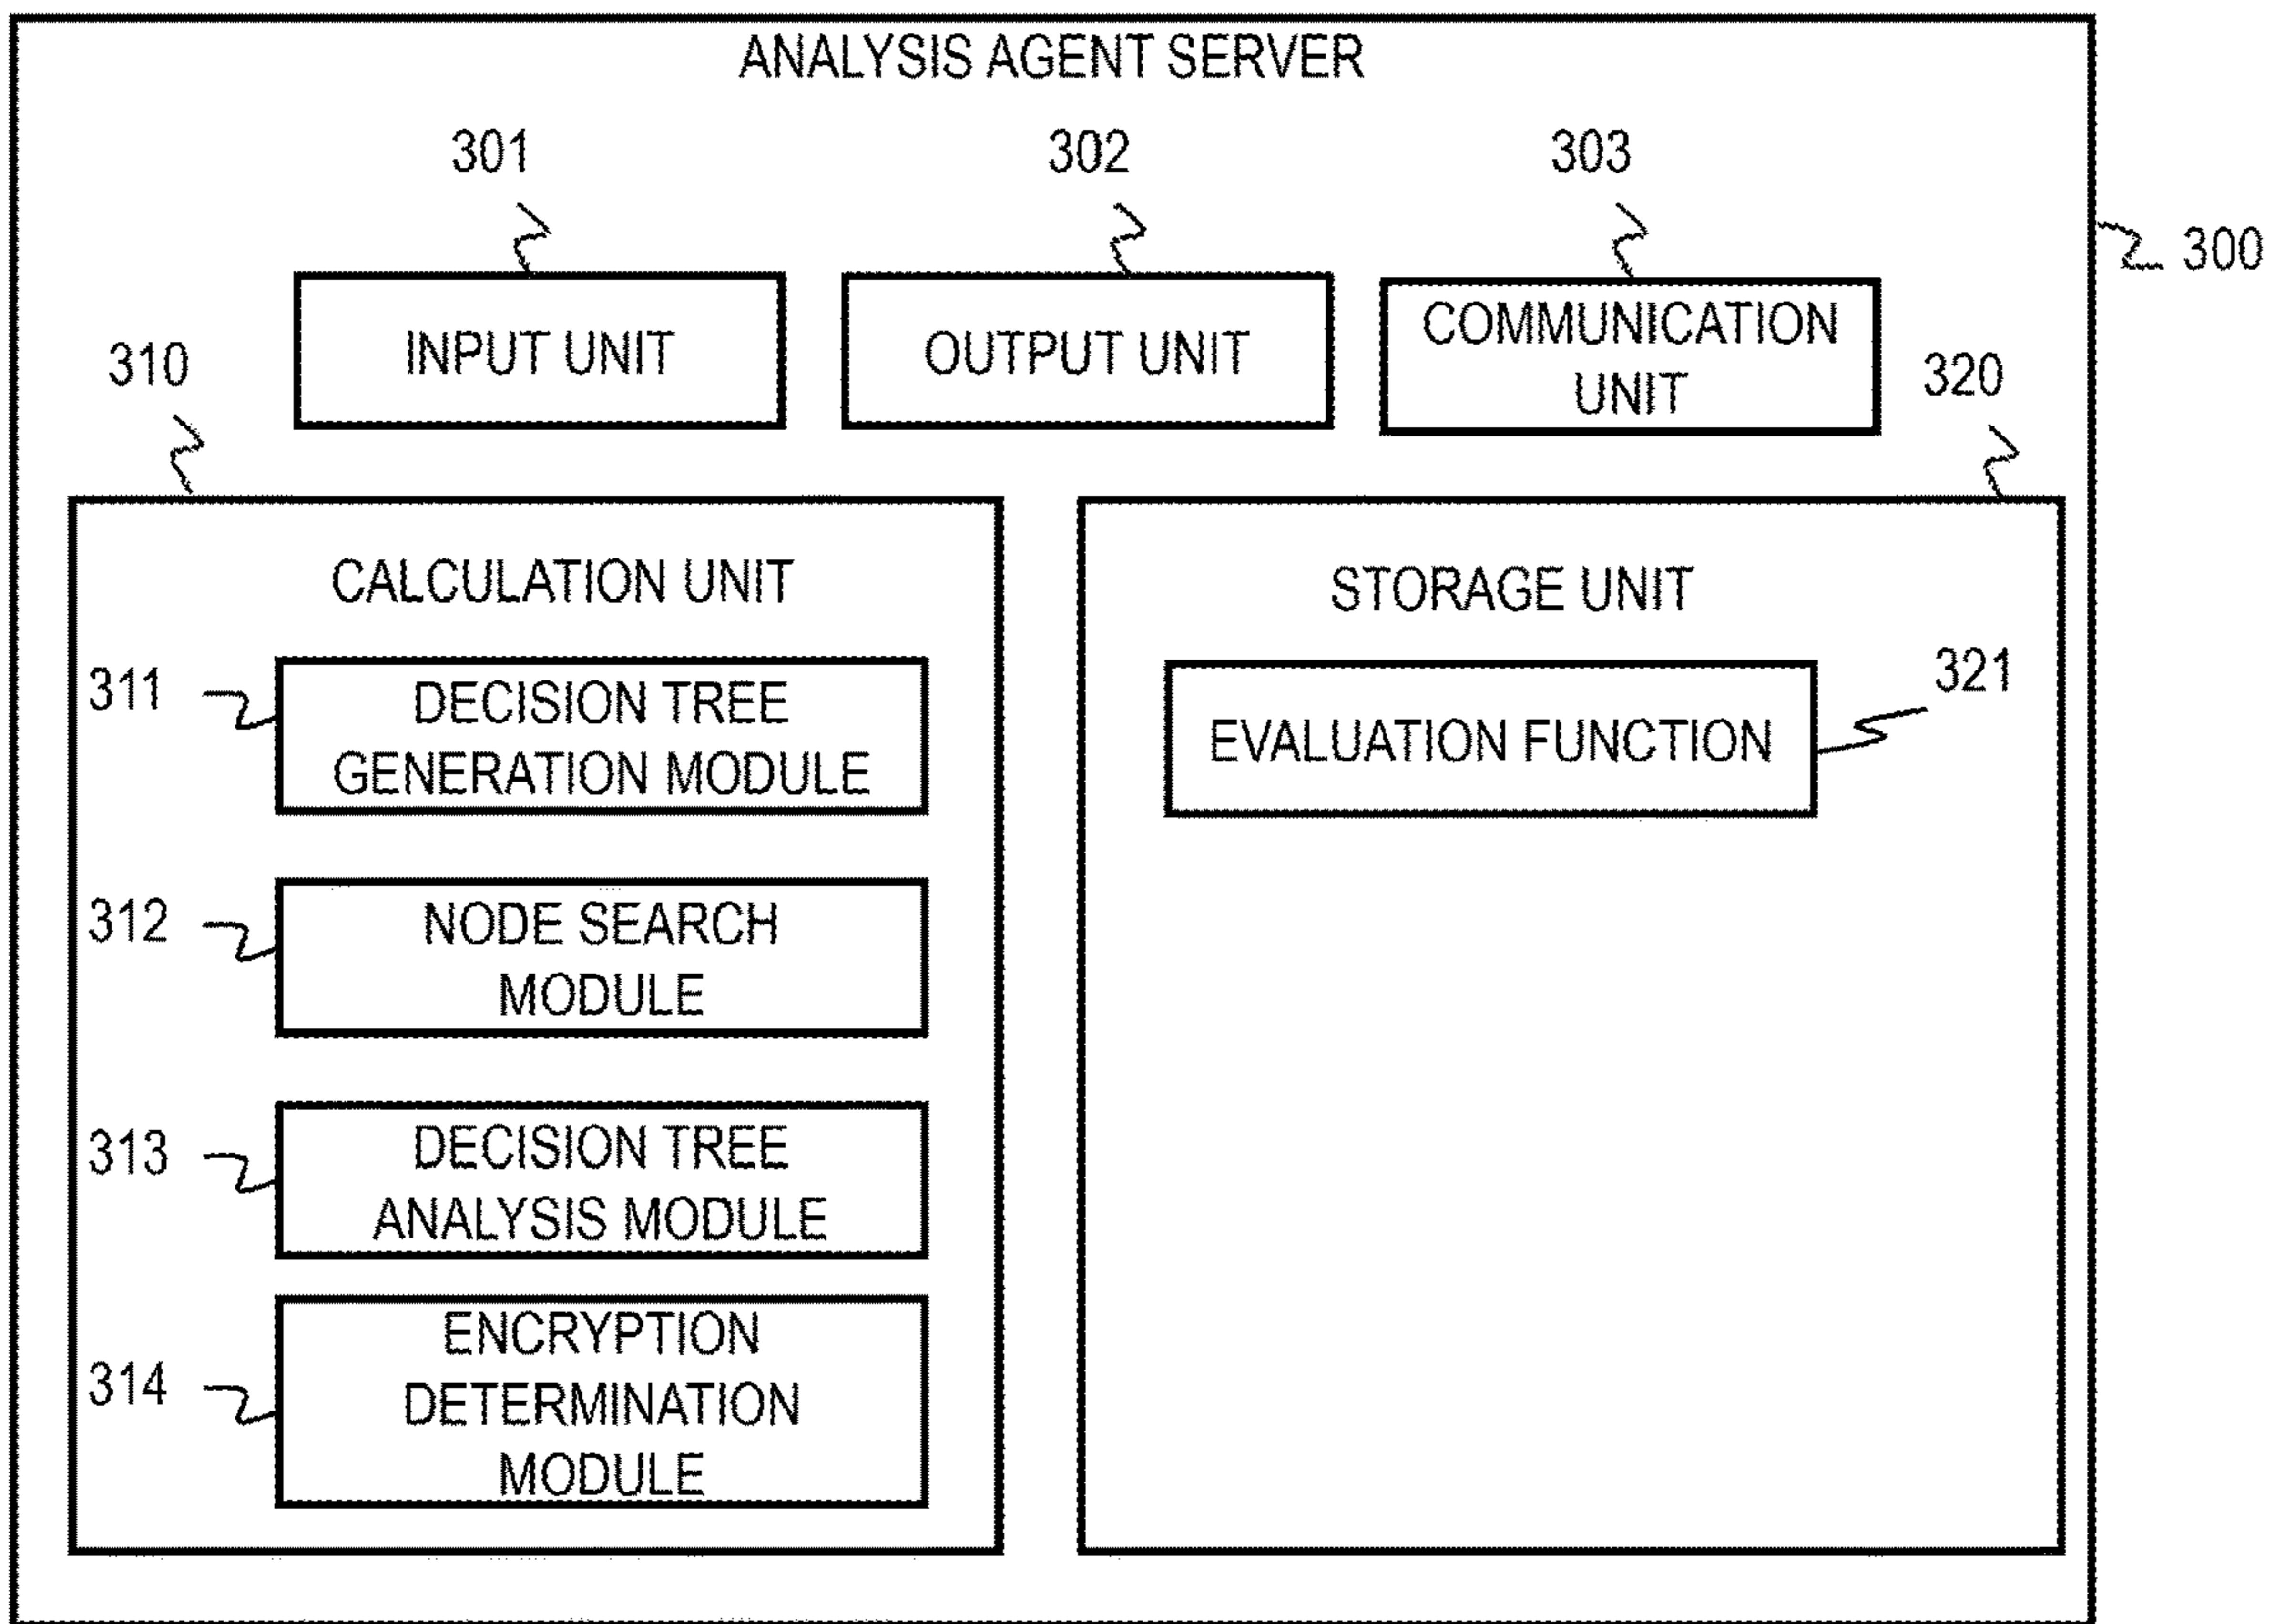 ANALYSIS AGENT SERVER
301
302
303
300
INPUT UNIT
OUTPUT UNIT
COMMUNICATION
UNIT
310
320
CALCULATION UNIT
311
DECISION TREE
GENERATION MODULE
312
NODE SEARCH
MODULE
313
DECISION TREE
ANALYSIS MODULE
314
ENCRYPTION
DETERMINATION
MODULE
STORAGE UNIT
EVALUATION FUNCTION
321